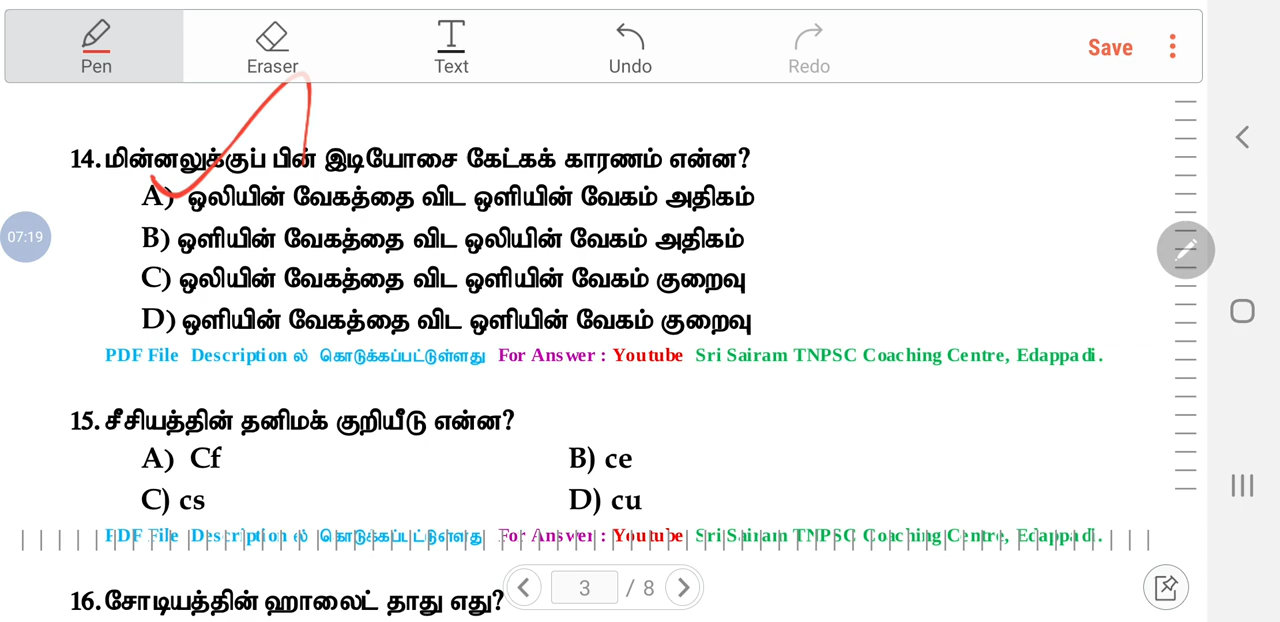 Pen
Eraser
Text
Undo
Redo
Save
14. மின்னலுக்குப் பின் இடியோசை கேட்கக் காரணம் என்ன?
07:19
A) ஒலியின் வேகத்தை விட ஒளியின் வேகம் அதிகம்
B) ஒளியின் வேகத்தை விட ஒலியின் வேகம் அதிகம்
C) ஒலியின் வேகத்தை விட ஒளியின் வேகம் குறைவு
D) ஒளியின் வேகத்தை விட ஒளியின் வேகம் குறைவு
PDF File Description ல் கொடுக்கப்பட்டுள்ளது For Answer : Youtube Sri Sairam TNPSC Coaching Centre, Edappadi.
15. சீசியத்தின் தனிமக் குறியீடு என்ன?
A) Cf B) ce
C) cs D) cu
PDF File Description ல் கொடுக்கப்பட்டுள்ளது For Answer : Youtube Sri Sairam TNPSC Coaching Centre, Edappadi.
16. சோடியத்தின் ஹாலைட் தாது எது?
3 / 8